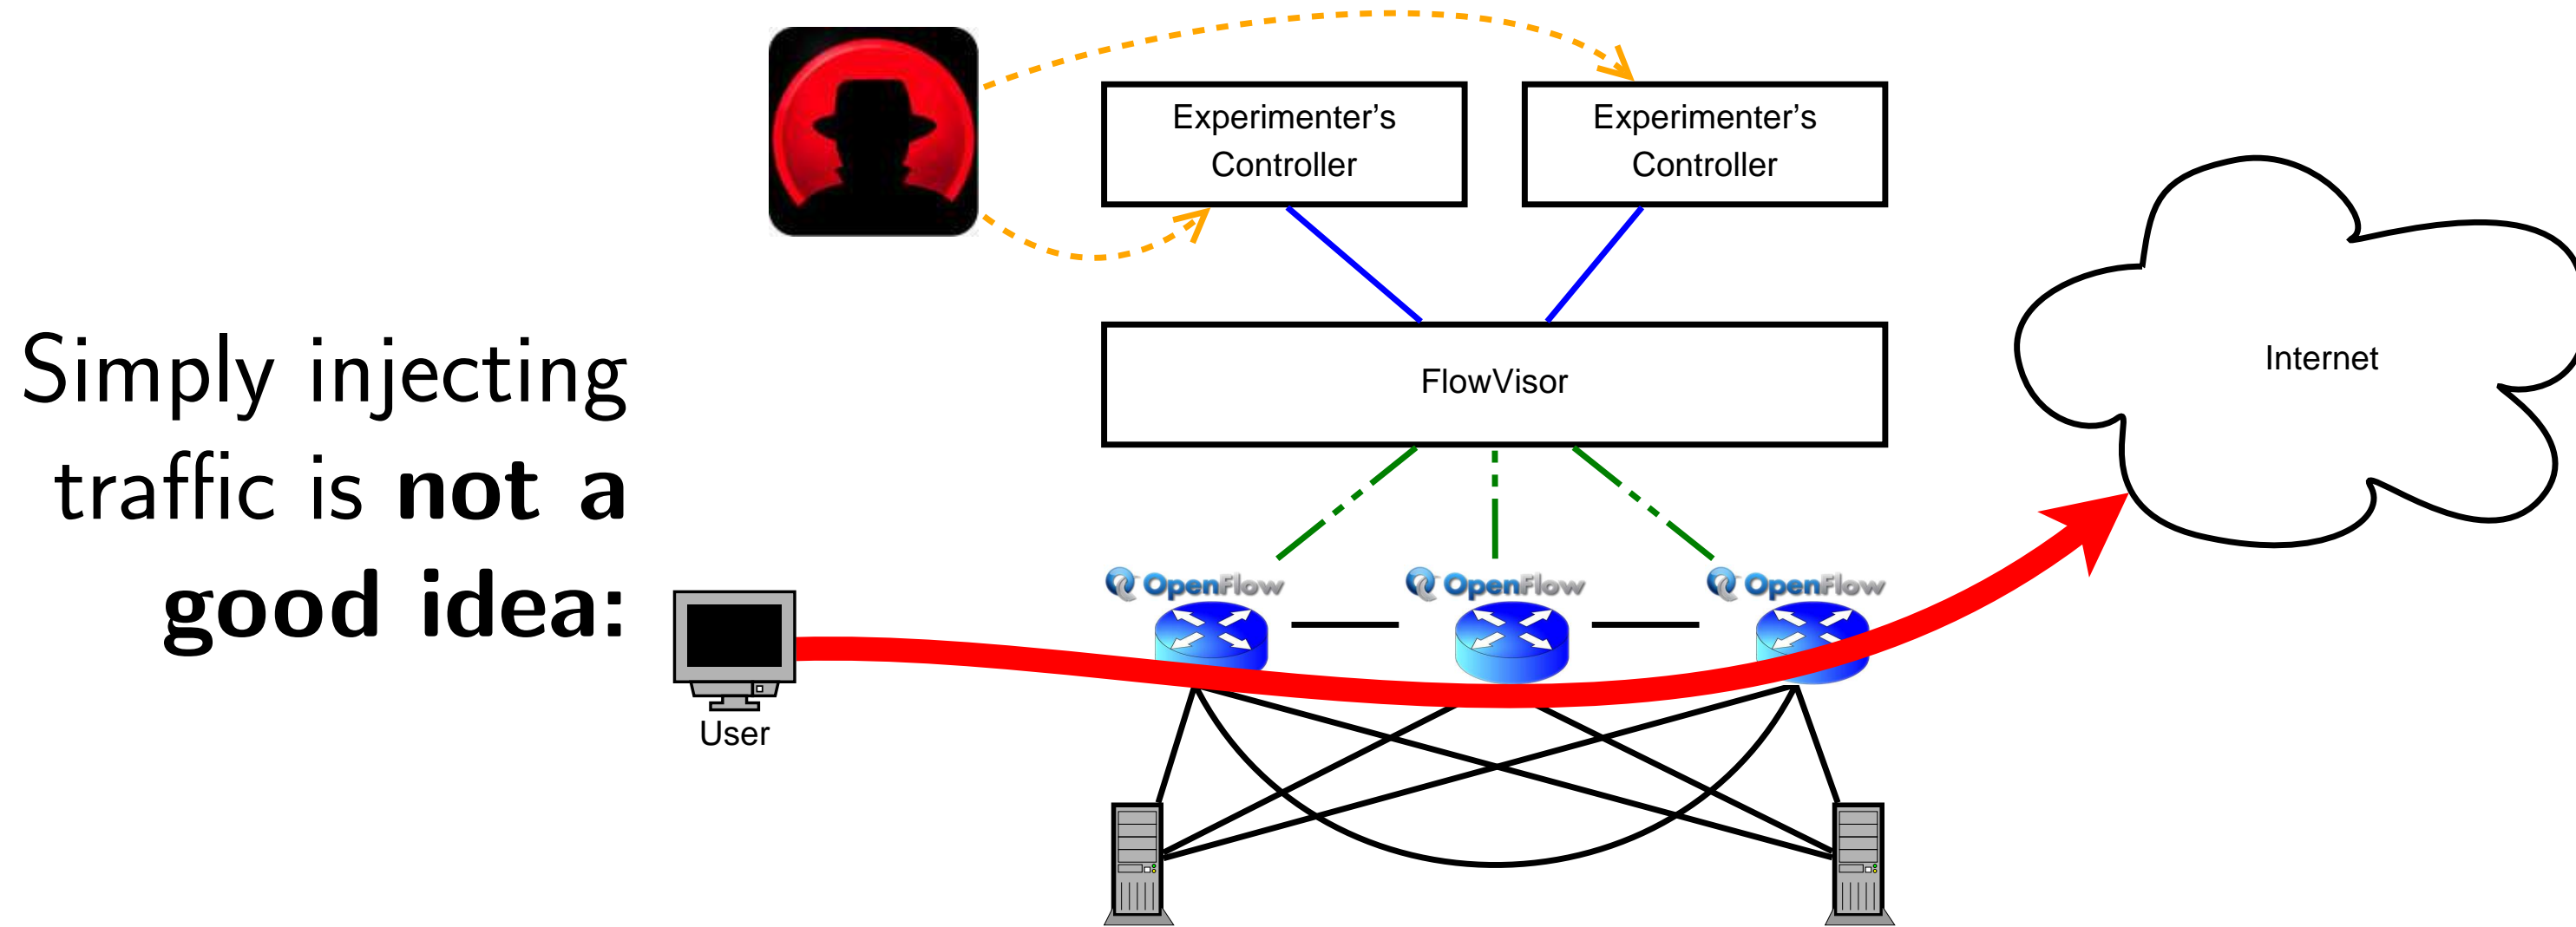 Simply injecting
traffic is not a
good idea:
Experimenter's
Controller
Experimenter's
Controller
FlowVisor
Internet
OpenFlow
OpenFlow
OpenFlow
User